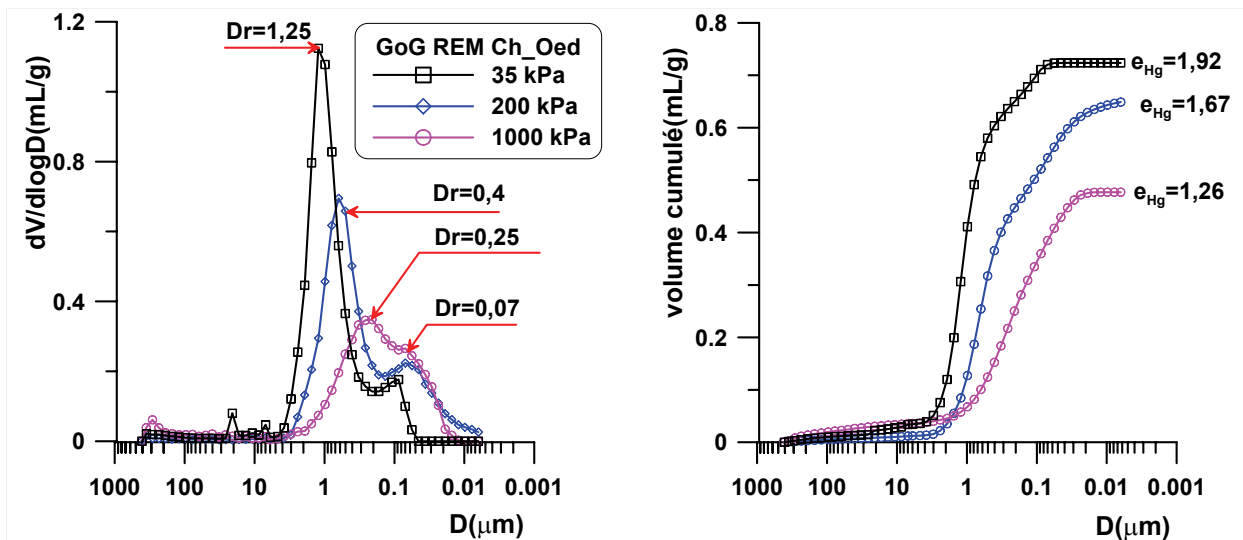 1.2
0.8
0.4
0
dV/dlogD(mL/g)
Dr=1,25
GoG REM Ch_Oed
35 kPa
200 kPa
1000 kPa
Dr=0,4
Dr=0,25
Dr=0,07
1000 100 10 1 0.1 0.01 0.001
D(μm)
0.8
0.6
0.4
0.2
0
volume cumulé(mL/g)
eHg=1,92
eHg=1,67
eHg=1,26
1000 100 10 1 0.1 0.01 0.001
D(μm)